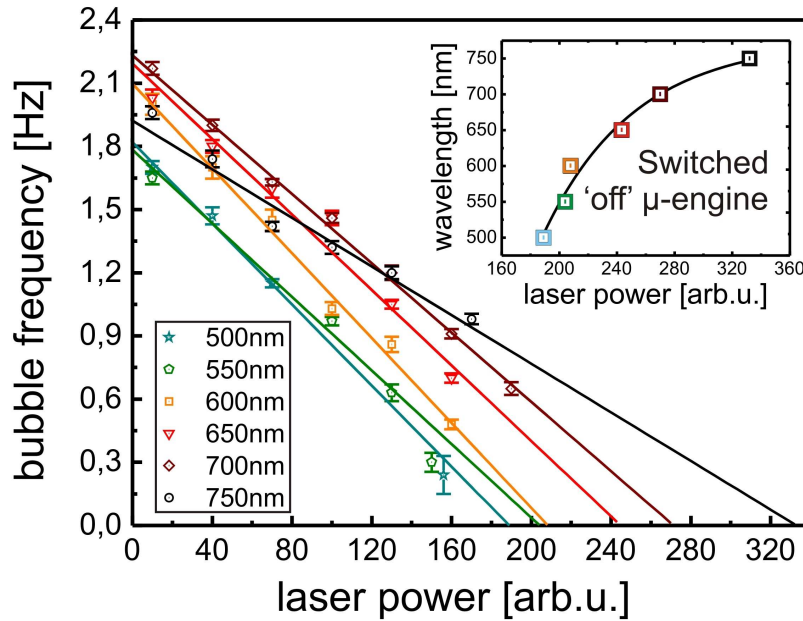 bubble frequency [Hz]
2,4
2,1
1.8
1.5
1.2
0.9
0.6
0.3
0,0
0 40 80 120 160 200 240 280 320
laser power [arb.u.]
500nm
550nm
600nm
650nm
700nm
750nm
wavelength [nm]
750
700
650
600
550
500
160 200 240 280 320 360
laser power [arb.u.]
Switched
'off' µ-engine